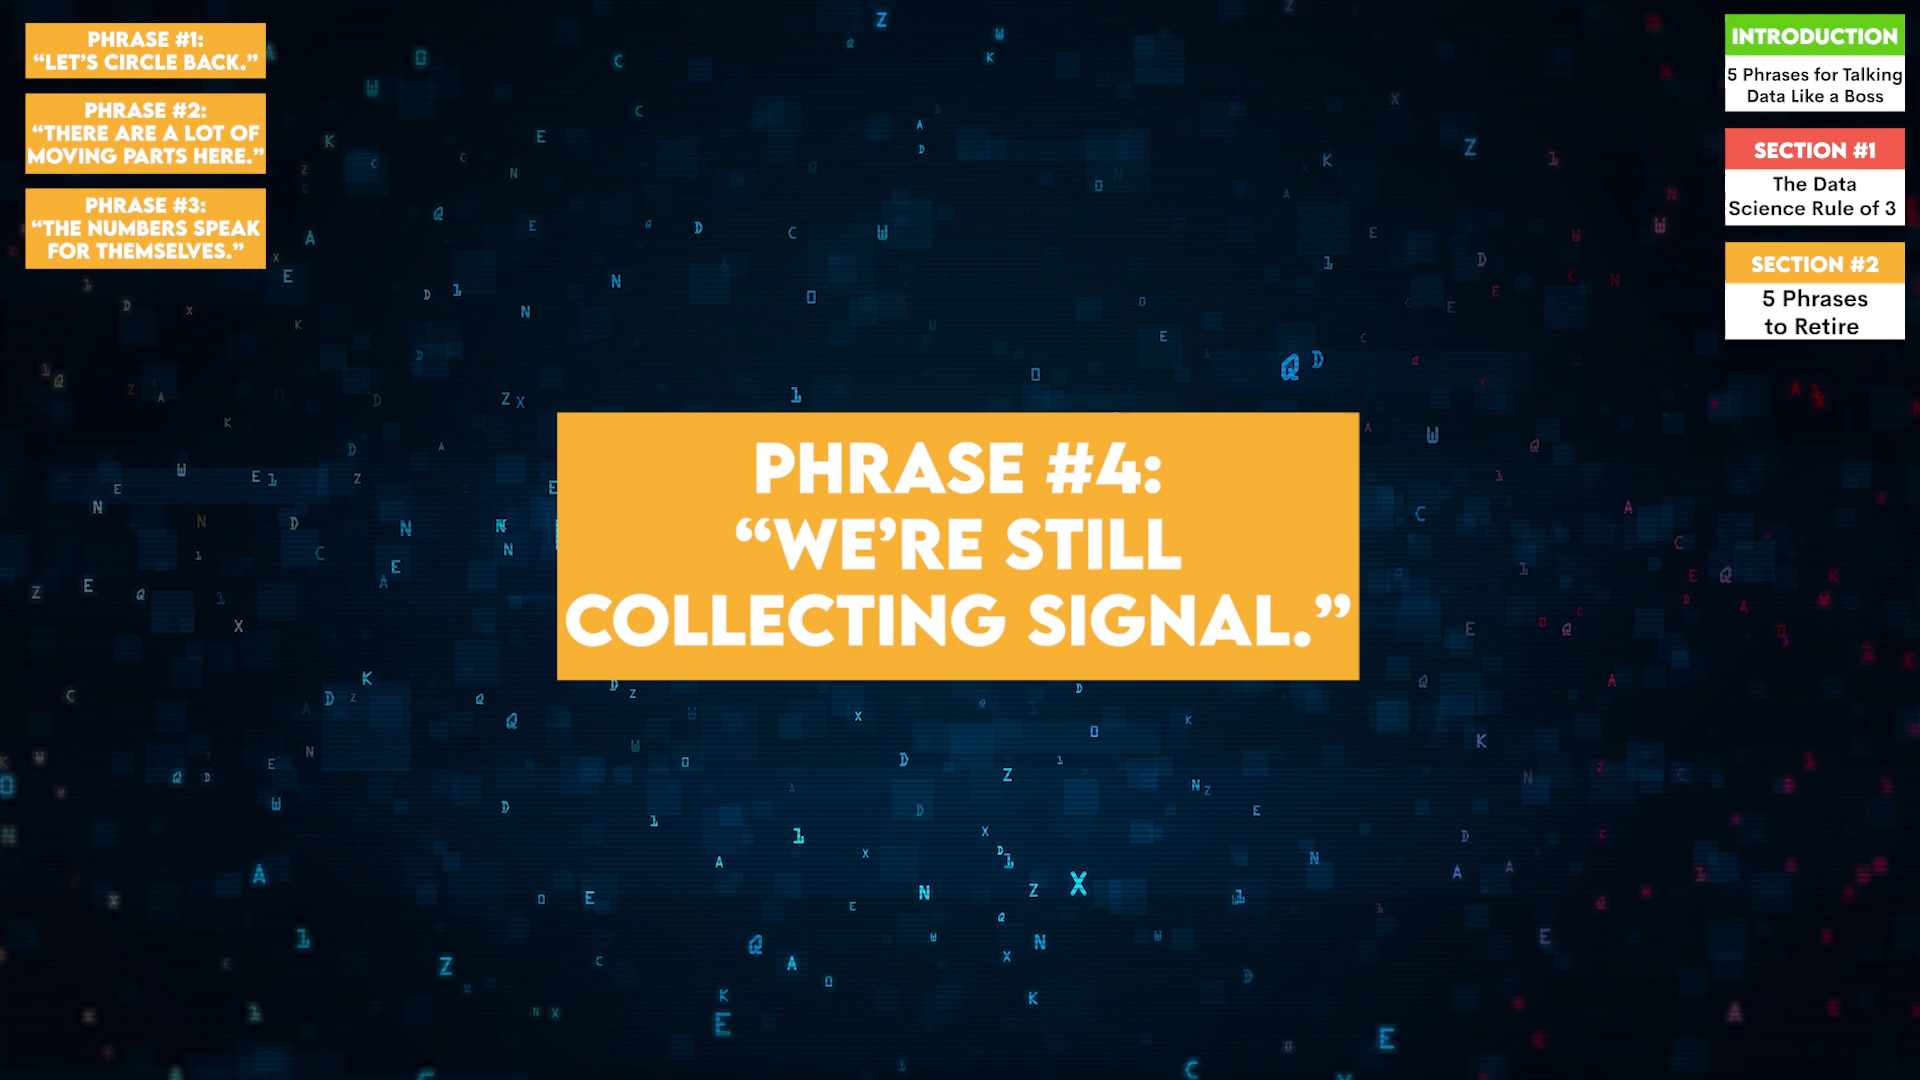 PHRASE #1:
“LET’S CIRCLE BACK.”
PHRASE #2:
“THERE ARE A LOT OF
MOVING PARTS HERE.”
PHRASE #3:
“THE NUMBERS SPEAK
FOR THEMSELVES.”
PHRASE #4:
“WE’RE STILL
COLLECTING SIGNAL.”
INTRODUCTION
5 Phrases for Talking
Data Like a Boss
SECTION #1
The Data
Science Rule of 3
SECTION #2
5 Phrases
to Retire